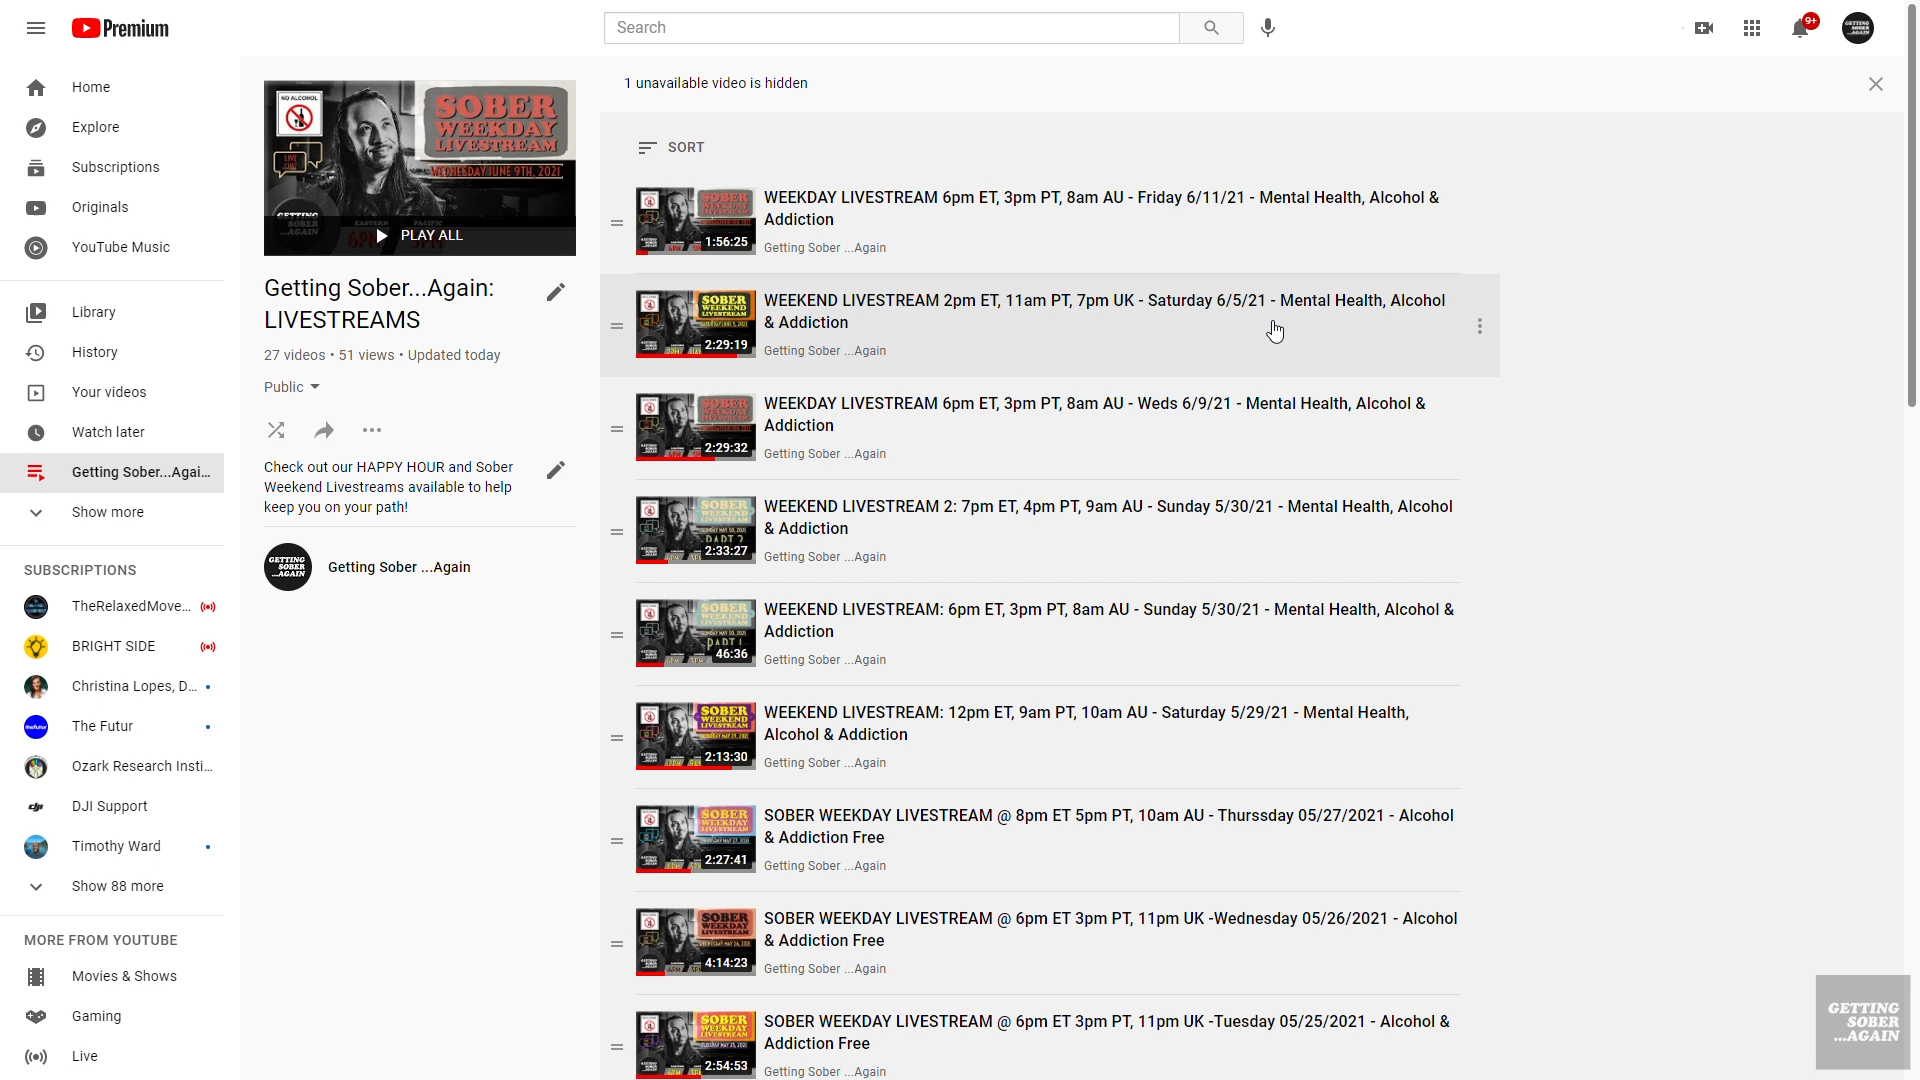 Premium
Search
9+
Home
Explore
Subscriptions
Originals
YouTube Music
Library
History
Your videos
Watch later
Getting Sober...Agai...
Show more
SUBSCRIPTIONS
TheRelaxedMove...
BRIGHT SIDE
Christina Lopes, D...
The Futur
Ozark Research Insti...
DJI Support
Timothy Ward
Show 88 more
MORE FROM YOUTUBE
Movies & Shows
Gaming
Live
NO ALCOHOL
LIVE CHAT
SOBER
WEEKDAY
LIVESTREAM
WEDNESDAY JUNE 9TH, 2021
PLAY ALL
Getting Sober...Again:
LIVESTREAMS
27 videos • 51 views • Updated today
Public
Check out our HAPPY HOUR and Sober
Weekend Livestreams available to help
keep you on your path!
GETTING
SOBER
...AGAIN
Getting Sober ...Again
1 unavailable video is hidden
SORT
1:56:25
WEEKDAY LIVESTREAM 6pm ET, 3pm PT, 8am AU - Friday 6/11/21 - Mental Health, Alcohol &
Addiction
Getting Sober ...Again
2:29:19
WEEKEND LIVESTREAM 2pm ET, 11am PT, 7pm UK - Saturday 6/5/21 - Mental Health, Alcohol
& Addiction
Getting Sober ...Again
2:29:32
WEEKDAY LIVESTREAM 6pm ET, 3pm PT, 8am AU - Weds 6/9/21 - Mental Health, Alcohol &
Addiction
Getting Sober ...Again
2:33:27
WEEKEND LIVESTREAM 2: 7pm ET, 4pm PT, 9am AU - Sunday 5/30/21 - Mental Health, Alcohol
& Addiction
Getting Sober ...Again
46:36
WEEKEND LIVESTREAM: 6pm ET, 3pm PT, 8am AU - Sunday 5/30/21 - Mental Health, Alcohol &
Addiction
Getting Sober ...Again
2:13:30
WEEKEND LIVESTREAM: 12pm ET, 9am PT, 10am AU - Saturday 5/29/21 - Mental Health,
Alcohol & Addiction
Getting Sober ...Again
2:27:41
SOBER WEEKDAY LIVESTREAM @ 8pm ET 5pm PT, 10am AU - Thurssday 05/27/2021 - Alcohol
& Addiction Free
Getting Sober ...Again
4:14:23
SOBER WEEKDAY LIVESTREAM @ 6pm ET 3pm PT, 11pm UK -Wednesday 05/26/2021 - Alcohol
& Addiction Free
Getting Sober ...Again
2:54:53
SOBER WEEKDAY LIVESTREAM @ 6pm ET 3pm PT, 11pm UK -Tuesday 05/25/2021 - Alcohol &
Addiction Free
Getting Sober ...Again
GETTING
SOBER
...AGAIN